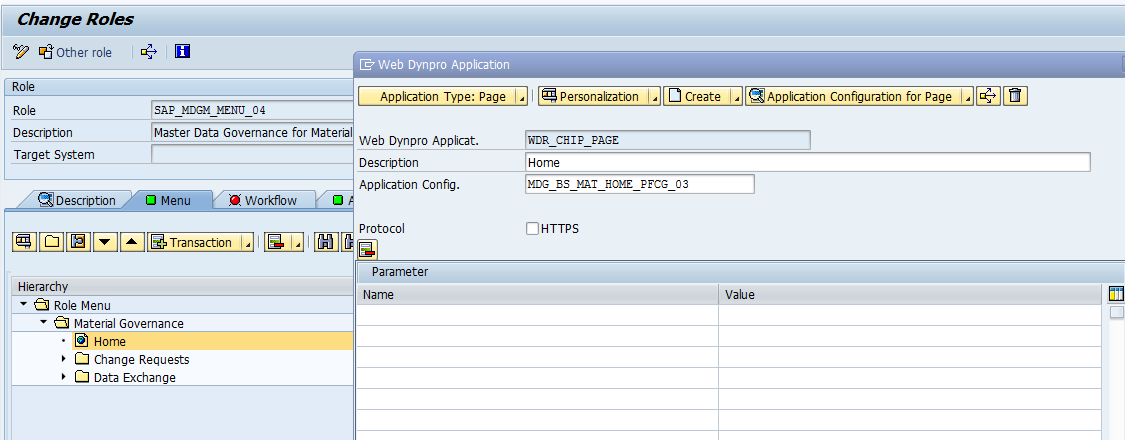 Change Roles
Other role
Role
Role SAP_MDGM_MENU_04
Description Master Data Governance for Material
Target System
Description Menu Workflow
Transaction
Hierarchy
Role Menu
Material Governance
Home
Change Requests
Data Exchange
Web Dynpro Application
Application Type: Page Personalization Create Application Configuration for Page
Web Dynpro Applicat. WDR_CHIP_PAGE
Description Home
Application Config. MDG_BS_MAT_HOME_PFCG_03
Protocol HTTPS
Parameter
Name Value